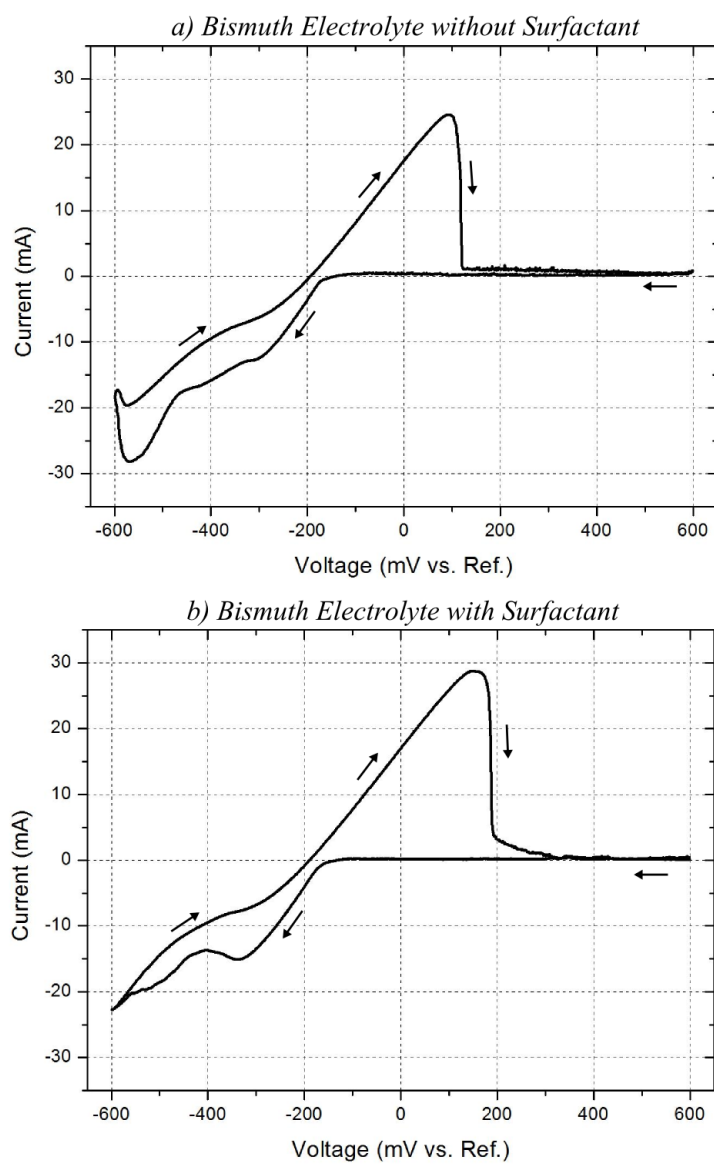 a) Bismuth Electrolyte without Surfactant
30
20
10
0
-10
-20
-30
Current (mA)
-600 -400 -200 0 200 400 600
Voltage (mV vs. Ref.)
b) Bismuth Electrolyte with Surfactant
30
20
10
0
-10
-20
-30
Current (mA)
-600 -400 -200 0 200 400 600
Voltage (mV vs. Ref.)